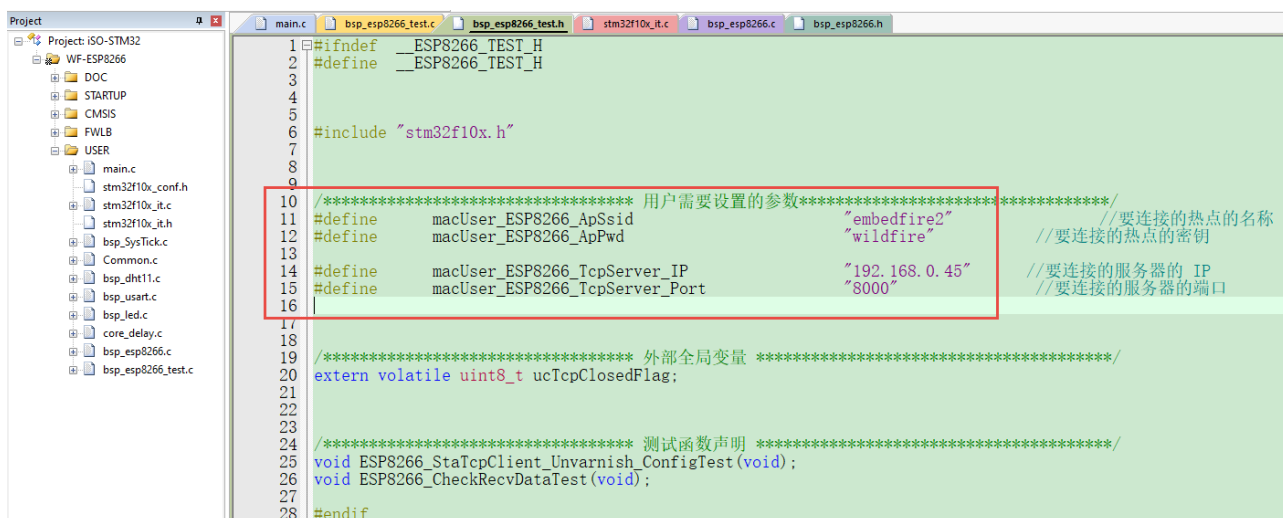 Project
Project: iSO-STM32
WF-ESP8266
DOC
STARTUP
CMSIS
FWLB
USER
main.c
stm32f10x_conf.h
stm32f10x_it.c
stm32f10x_it.h
bsp_SysTick.c
Common.c
bsp_dht11.c
bsp_usart.c
bsp_led.c
core_delay.c
bsp_esp8266.c
bsp_esp8266_test.c
main.c bsp_esp8266_test.c bsp_esp8266_test.h stm32f10x_it.c bsp_esp8266.c bsp_esp8266.h
1 #ifndef __ESP8266_TEST_H
2 #define __ESP8266_TEST_H
3
4
5
6 #include "stm32f10x.h"
7
8
9
10 /********************************** 用户需要设置的参数**********************************/
11 #define macUser_ESP8266_ApSsid "embedfire2" //要连接的热点的名称
12 #define macUser_ESP8266_ApPwd "wildfire" //要连接的热点的密钥
13
14 #define macUser_ESP8266_TcpServer_IP "192.168.0.45" //要连接的服务器的 IP
15 #define macUser_ESP8266_TcpServer_Port "8000" //要连接的服务器的端口
16
17
18
19 /********************************** 外部全局变量 ***************************************/
20 extern volatile uint8_t ucTcpClosedFlag;
21
22
23
24 /********************************** 测试函数声明 ***************************************/
25 void ESP8266_StaTcpClient_Unvarnish_ConfigTest(void);
26 void ESP8266_CheckRecvDataTest(void);
27
28 #endif